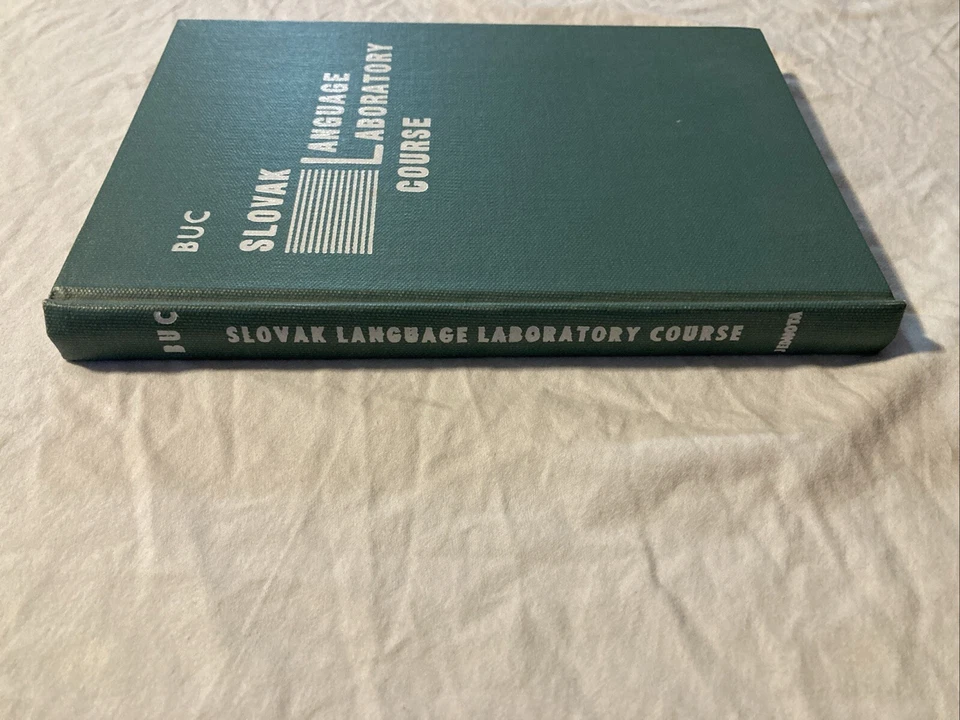 BUC
SLOVAK
LANGUAGE
LABORATORY
COURSE
BUC
SLOVAK LANGUAGE LABORATORY COURSE
JEDNOTA